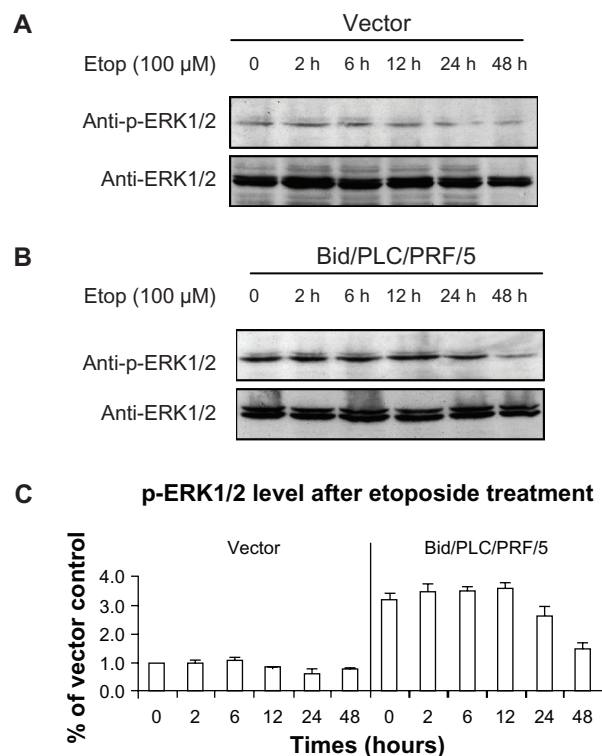 A
Vector
Etop (100 µM) 0 2 h 6 h 12 h 24 h 48 h
Anti-p-ERK1/2
Anti-ERK1/2
B
Bid/PLC/PRF/5
Etop (100 µM) 0 2 h 6 h 12 h 24 h 48 h
Anti-p-ERK1/2
Anti-ERK1/2
C p-ERK1/2 level after etoposide treatment
Vector Bid/PLC/PRF/5
% of vector control
4.0
3.0
2.0
1.0
0.0
0 2 6 12 24 48 0 2 6 12 24 48
Times (hours)